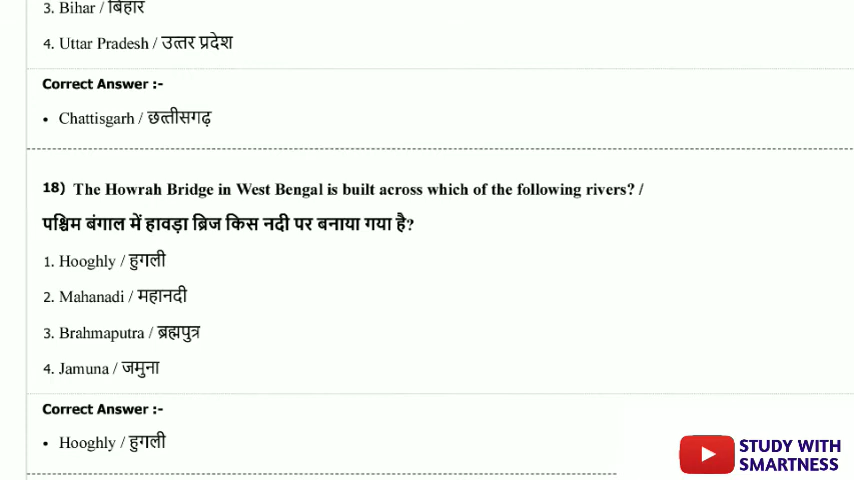 3. Bihar / बिहार
4. Uttar Pradesh / उत्तर प्रदेश
Correct Answer :-
• Chattisgarh / छत्तीसगढ़
18) The Howrah Bridge in West Bengal is built across which of the following rivers? /
पश्चिम बंगाल में हावड़ा ब्रिज किस नदी पर बनाया गया है?
1. Hooghly / हुगली
2. Mahanadi / महानदी
3. Brahmaputra / ब्रह्मपुत्र
4. Jamuna / जमुना
Correct Answer :-
• Hooghly / हुगली
STUDY WITH
SMARTNESS